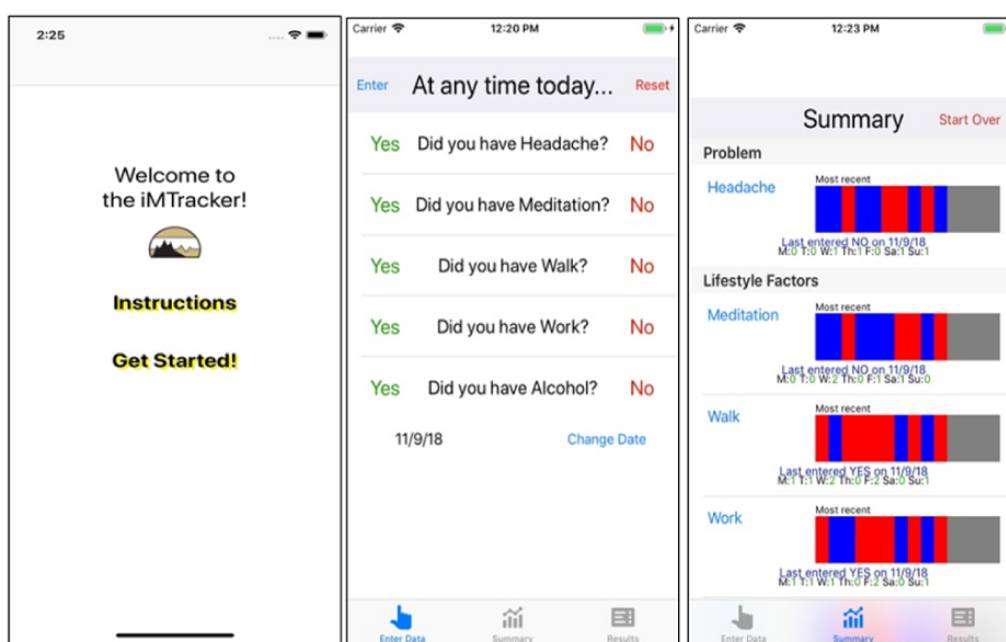 2:25
Welcome to
the iMTracker!
Instructions
Get Started!
Carrier 12:20 PM
Enter At any time today... Reset
Yes Did you have Headache? No
Yes Did you have Meditation? No
Yes Did you have Walk? No
Yes Did you have Work? No
Yes Did you have Alcohol? No
11/9/18 Change Date
Enter Data Summary Results
Carrier 12:23 PM
Summary Start Over
Problem
Headache Most recent
Last entered NO on 11/9/18
M:0 T:0 W:1 Th:1 F:0 Sa:1 Su:1
Lifestyle Factors
Meditation Most recent
Last entered NO on 11/9/18
M:0 T:0 W:2 Th:0 F:1 Sa:1 Su:0
Walk Most recent
Last entered YES on 11/9/18
M:1 T:1 W:2 Th:0 F:2 Sa:0 Su:1
Work Most recent
Last entered YES on 11/9/18
M:1 T:1 W:1 Th:0 F:2 Sa:0 Su:1
Enter Data Summary Results